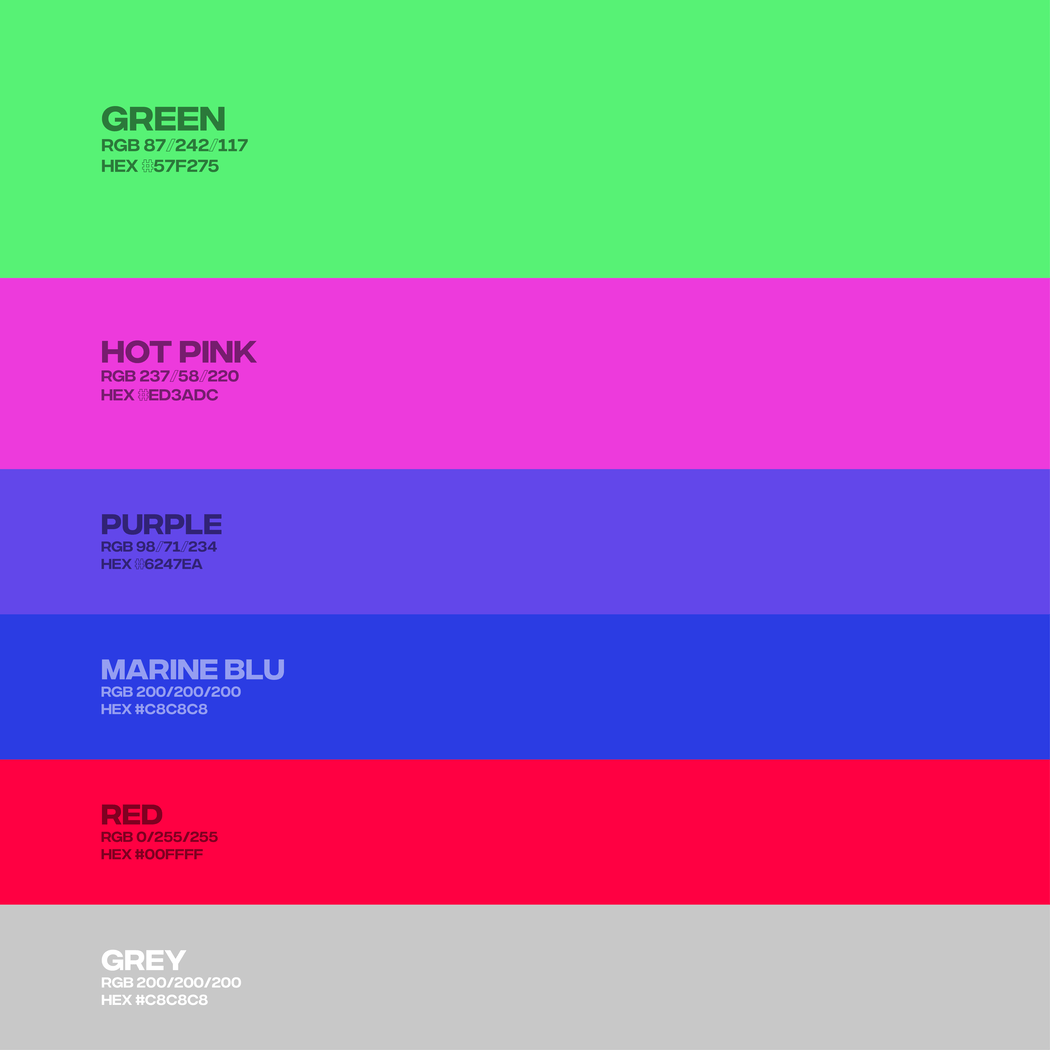 GREEN
RGB 87//242//117
HEX #57F275
HOT PINK
RGB 237//58//220
HEX #ED3ADC
PURPLE
RGB 98//71//234
HEX #6247EA
MARINE BLU
RGB 200/200/200
HEX #C8C8C8
RED
RGB 0/255/255
HEX #00FFFF
GREY
RGB 200/200/200
HEX #C8C8C8